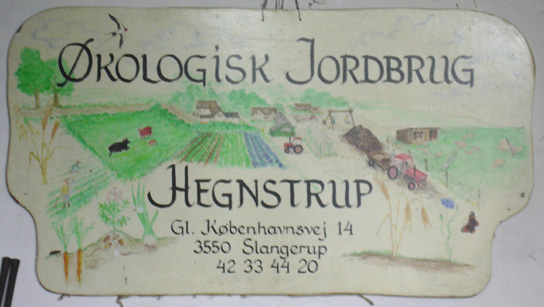 Økologisk Jordbrug
Hegnstrup
Gl. Københavnsvej 14
3550 Slangerup
42 33 44 20